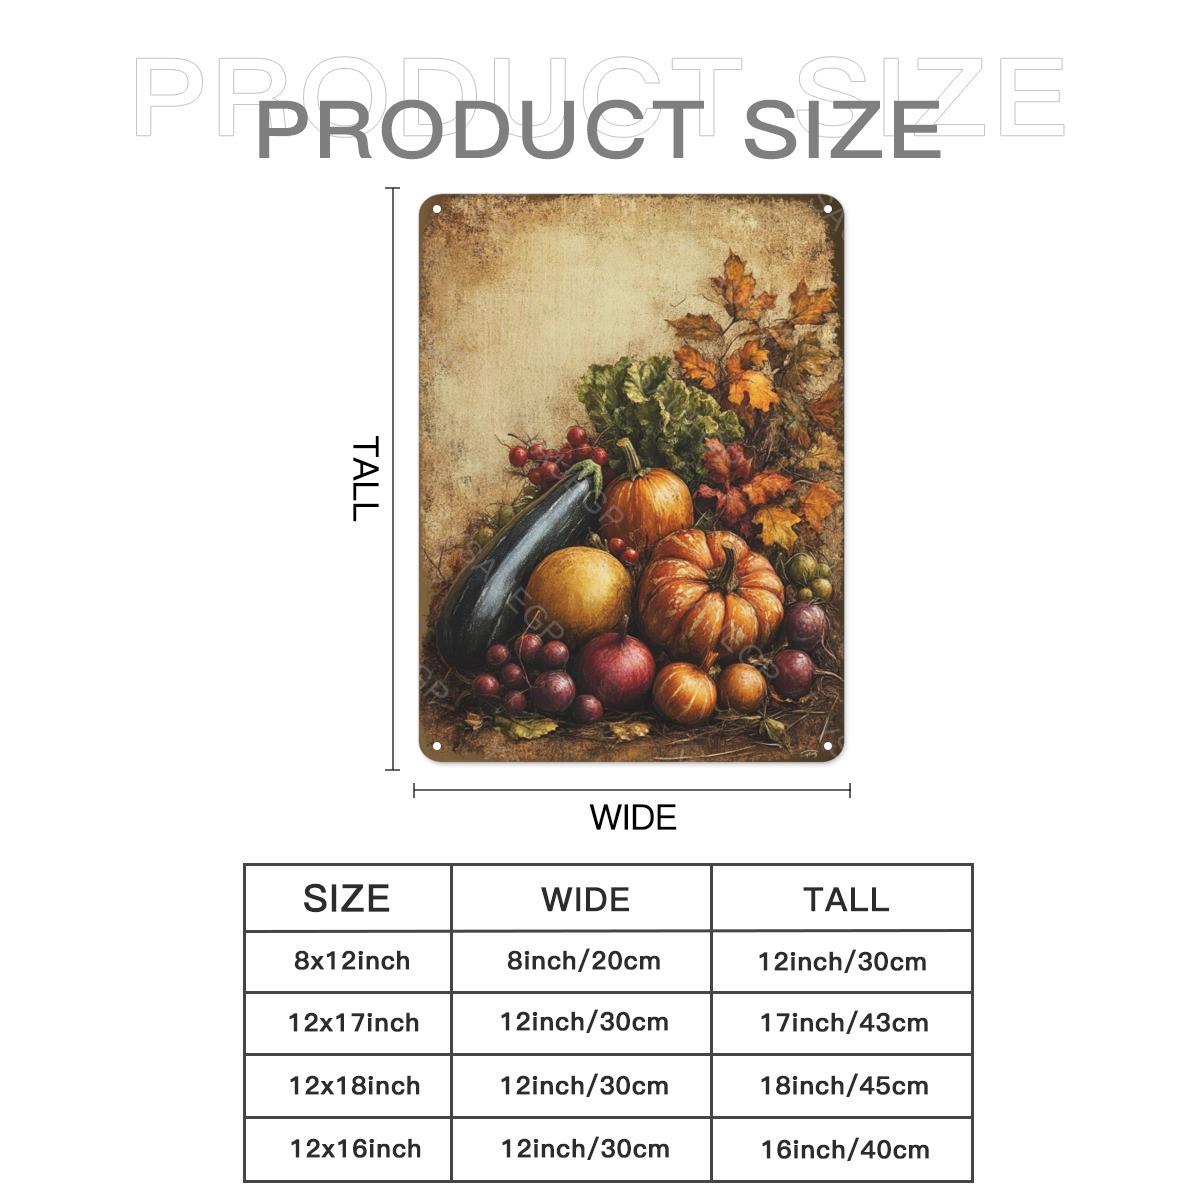 PRODUCT SIZE
PRODUCT SIZE
TALL
WIDE
SIZE WIDE TALL
8x12inch 8inch/20cm 12inch/30cm
12x17inch 12inch/30cm 17inch/43cm
12x18inch 12inch/30cm 18inch/45cm
12x16inch 12inch/30cm 16inch/40cm